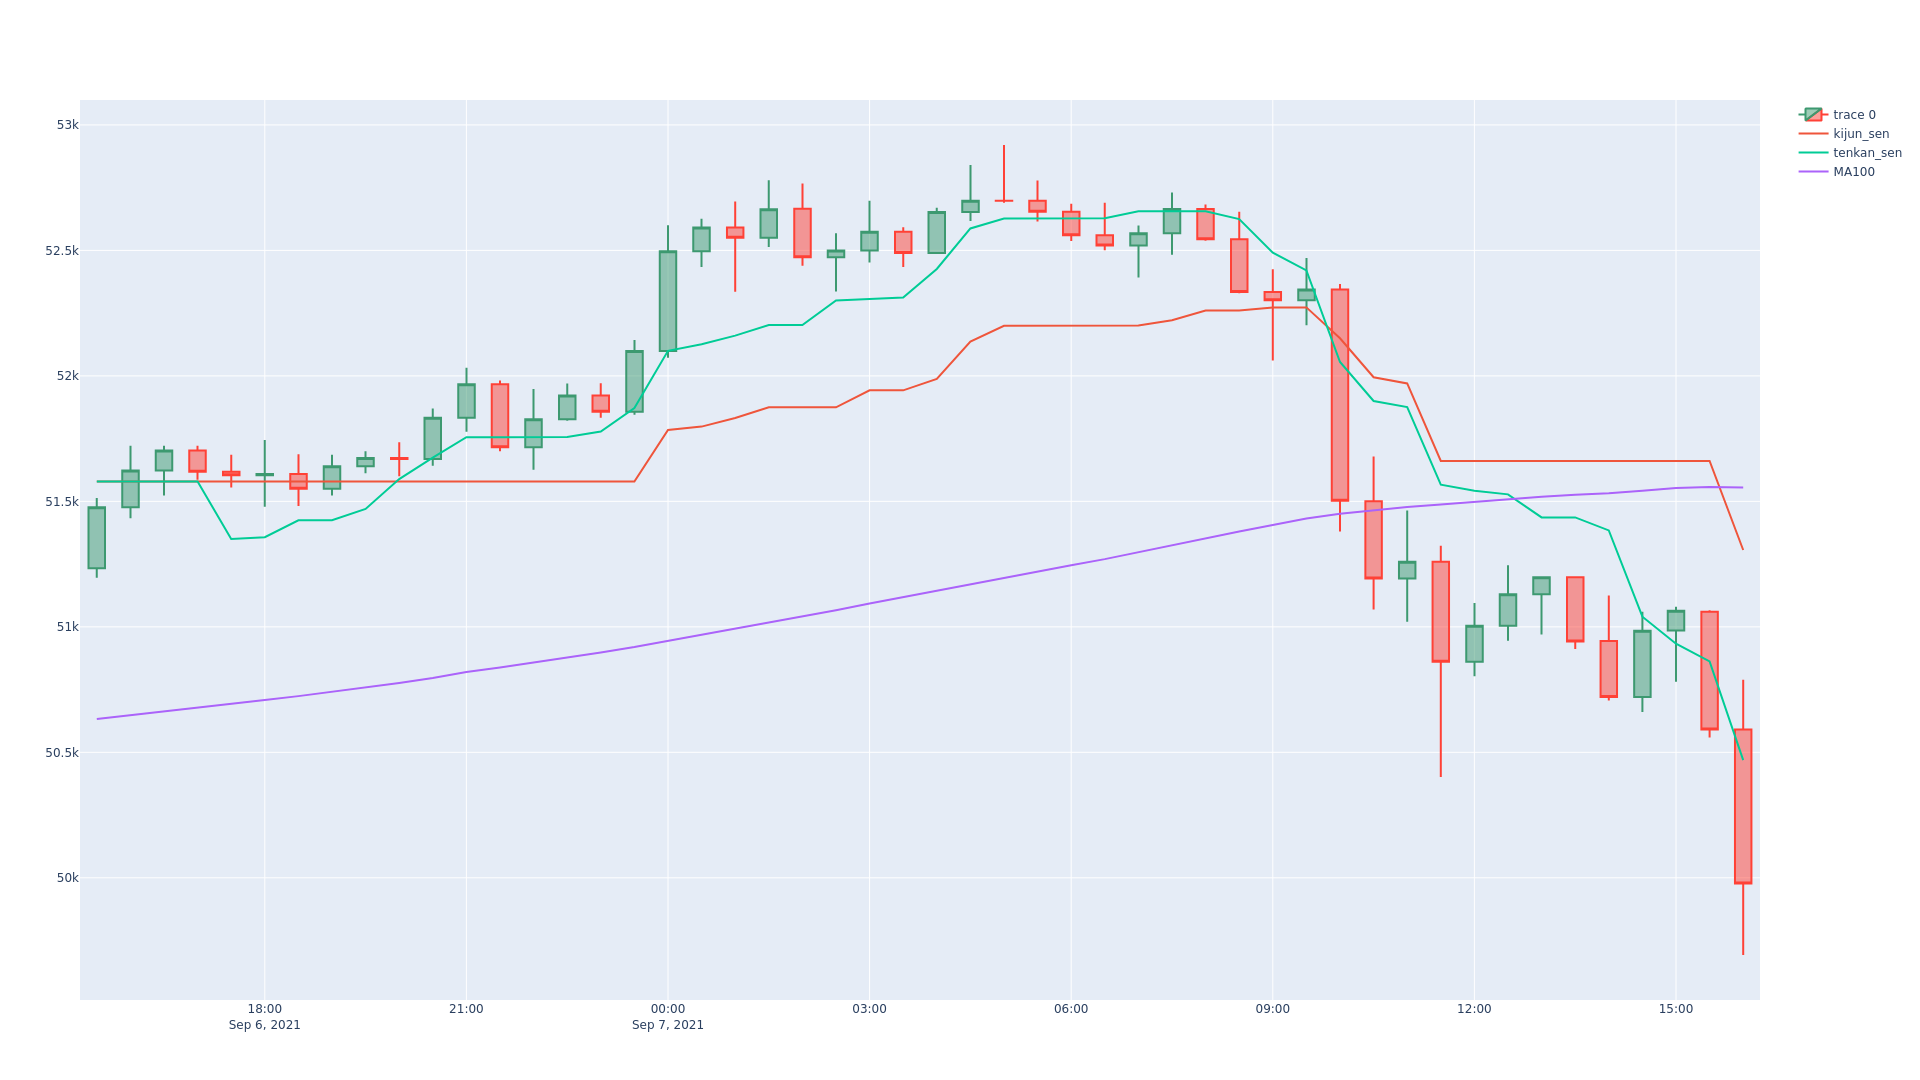 53k
52.5k
52k
51.5k
51k
50.5k
50k
18:00
Sep 6, 2021
21:00
00:00
Sep 7, 2021
03:00
06:00
09:00
12:00
15:00
trace 0
kijun_sen
tenkan_sen
MA100